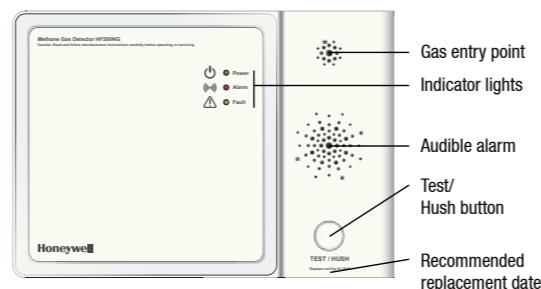 Methane Gas Detector HF500NG
Caution: Read and follow manufacturers instructions carefully before operating or servicing
Power
Alarm
Fault
Honeywell
TEST / HUSH
Gas entry point
Indicator lights
Audible alarm
Test/
Hush button
Recommended
replacement date